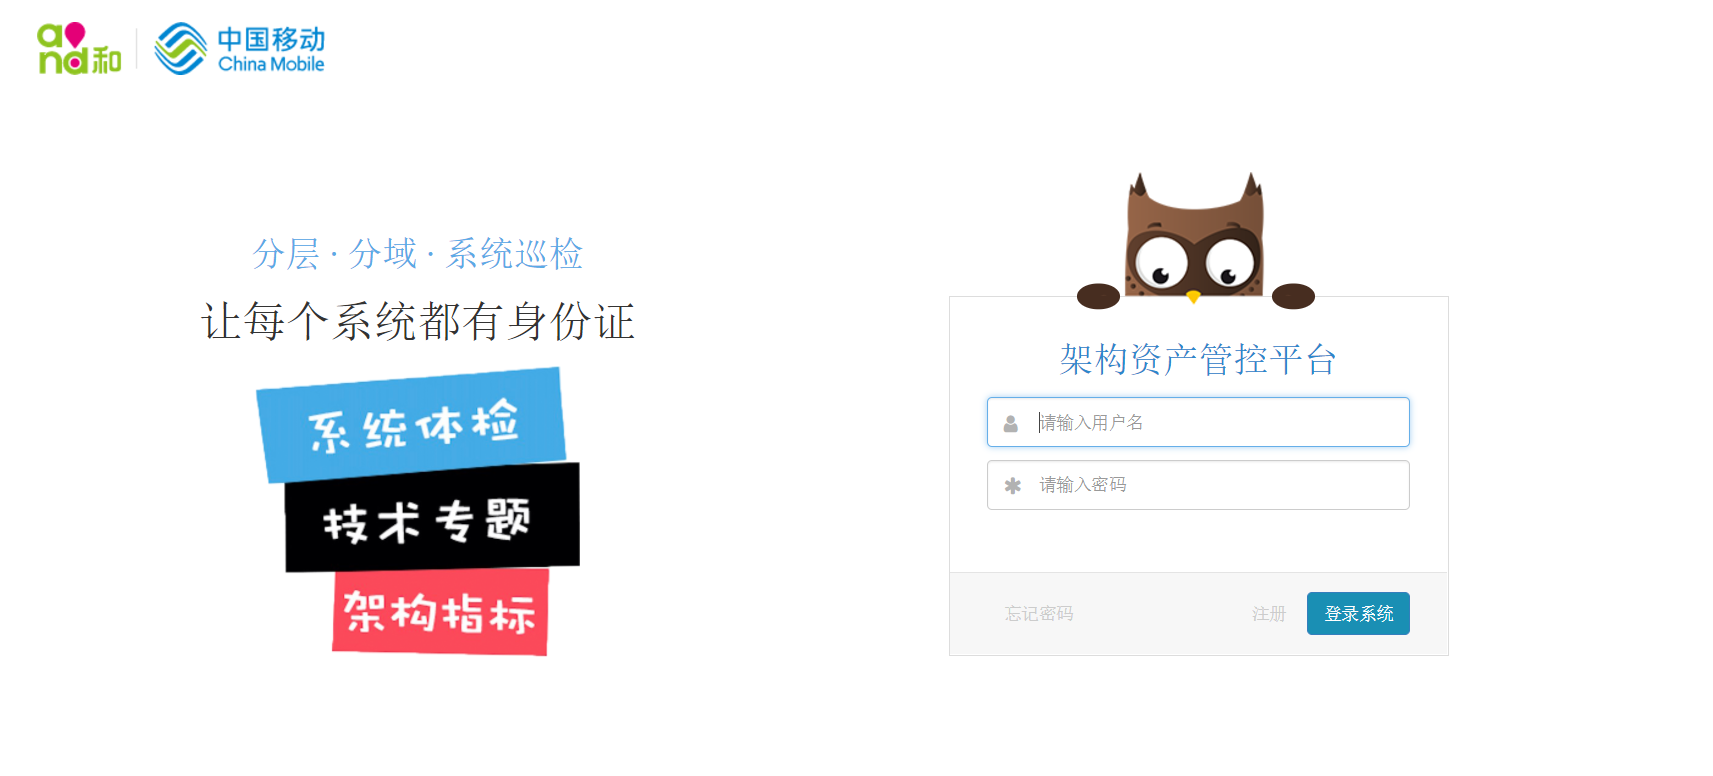 and和
中国移动
China Mobile
分层 · 分域 · 系统巡检
让每个系统都有身份证
系统体检
技术专题
架构指标
架构资产管控平台
请输入用户名
请输入密码
忘记密码
注册
登录系统